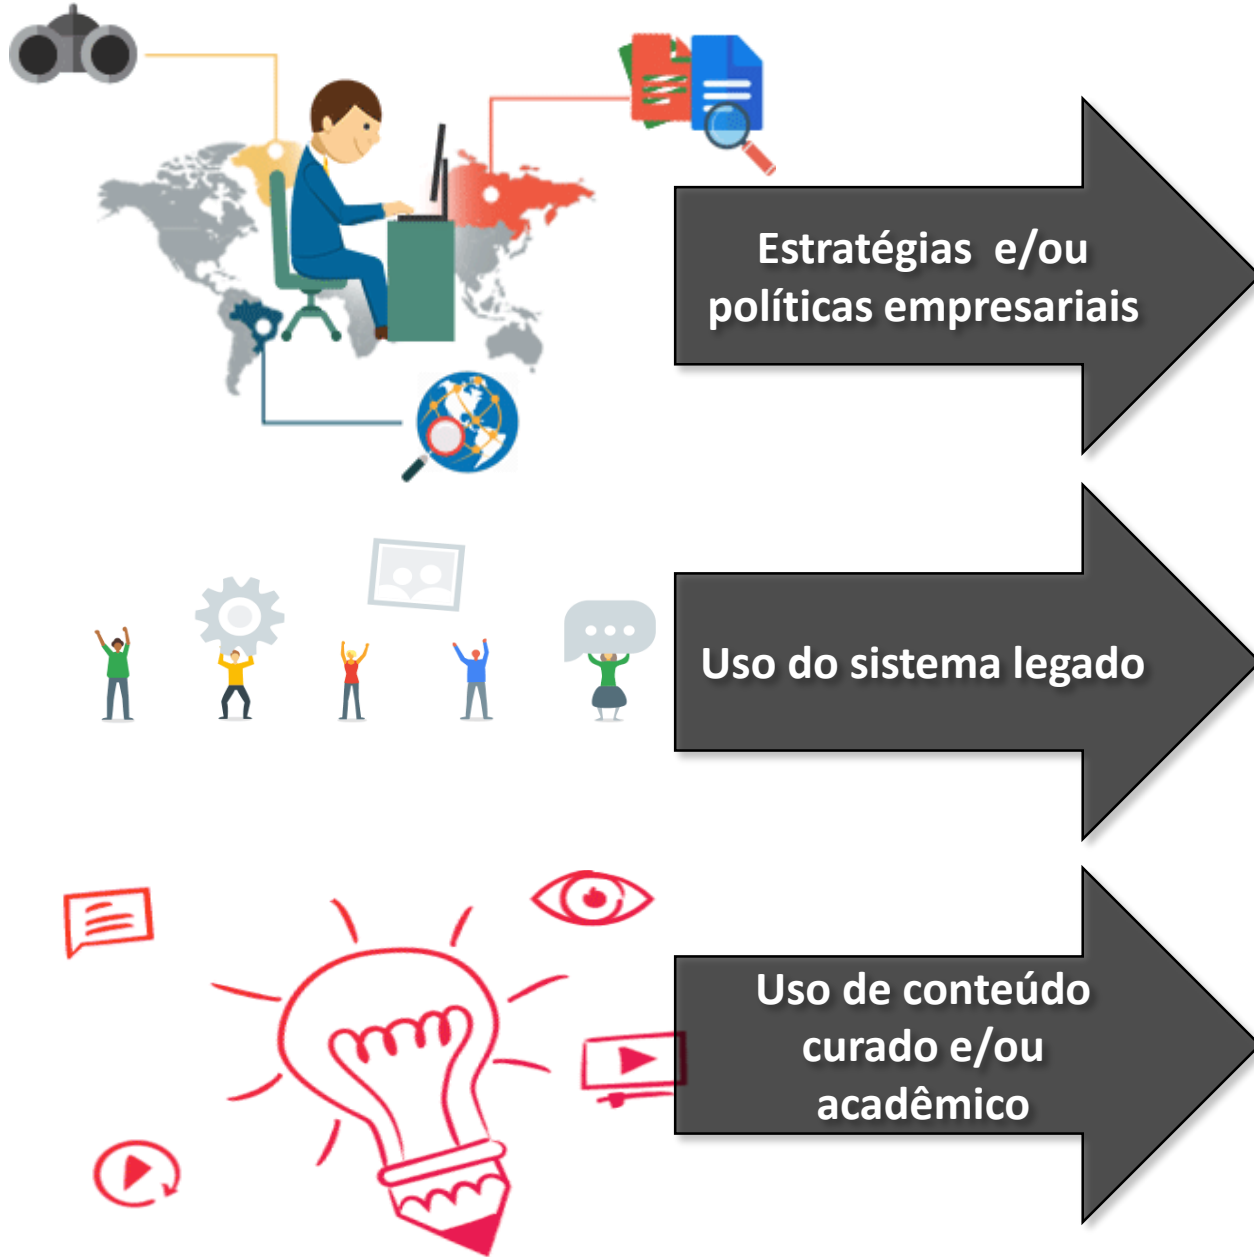 Estratégias  e/ou
políticas empresariais
Uso do sistema legado
Uso de conteúdo
curado e/ou
acadêmico